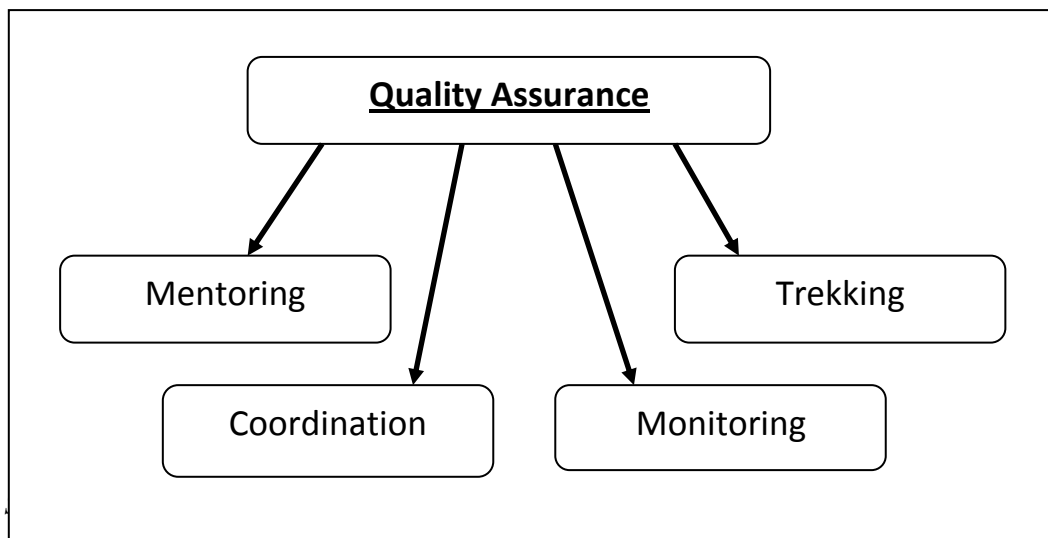 Quality Assurance
Mentoring
Trekking
Coordination
Monitoring